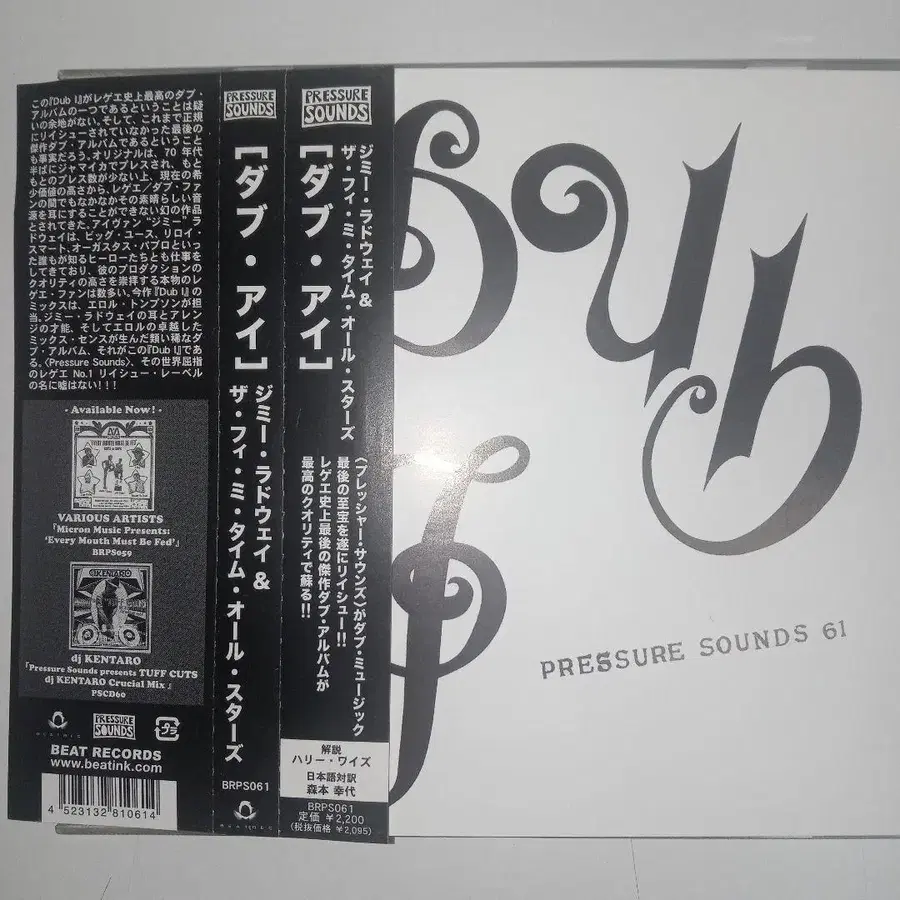 この『Dub I』がレゲエ史上最高のダブ・
アルバムの一つであるということは疑
いの余地がない。そして、これまで正規
にリイシューされていなかった最後の
傑作ダブ・アルバムであるということ
も事実だろう。オリジナルは、70 年代
半ばにジャマイカでプレスされ、もと
もとのプレス数が少ない上、現在の希
少価値の高さから、レゲエ／ダブ・ファ
ンの間でもなかなかその素晴らしい音
源を耳にすることができない幻の作品
とされてきた。アイヴァン“ジミー”ラ
ドウェイは、ビッグ・ユース、リロイ・
スマート、オーガスタス・パブロといっ
た誰もが知るヒーローたちとも仕事を
してきており、彼のプロダクションの
クオリティの高さを崇拝する本物のレ
ゲエ・ファンは数多い。今作『Dub I』の
ミックスは、エロル・トンプソンが担
当。ジミー・ラドウェイの耳とアレン
ジの才能、そしてエロルの卓越した
ミックス・センスが生んだ類い稀なダ
ブ・アルバム、それがこの『Dub I』であ
る。〈Pressure Sounds〉、その世界屈指
のレゲエ No.1 リイシュー・レーベル
の名に嘘はない！！！
- Available Now! -
VARIOUS ARTISTS
『Micron Music Presents:
‘Every Mouth Must Be Fed’』
BRPS059
DJ KENTARO
dj KENTARO
『Pressure Sounds presents TUFF CUTS
dj KENTARO Crucial Mix 』
PSCD60
BEATINK
PRESSURE
SOUNDS
プラ
BEAT RECORDS
www.beatink.com
4 523132 810614
PRESSURE
SOUNDS
［ダブ・アイ］
ジミー・ラドウェイ &
ザ・フィ・ミ・タイム・オール・スターズ
BRPS061
BEATINK
PRESSURE
SOUNDS
ジミー・ラドウェイ &
ザ・フィ・ミ・タイム・オール・スターズ
［ダブ・アイ］
〈プレッシャー・サウンズ〉がダブ・ミュージック
最後の至宝を遂にリイシュー!!
レゲエ史上最後の傑作ダブ・アルバムが
最高のクオリティで蘇る!!
解説
ハリー・ワイズ
日本語対訳
森本 幸代
BRPS061
定価 ¥2,200
(税抜価格 ¥2,095)
Dub
I
PRESSURE SOUNDS 61